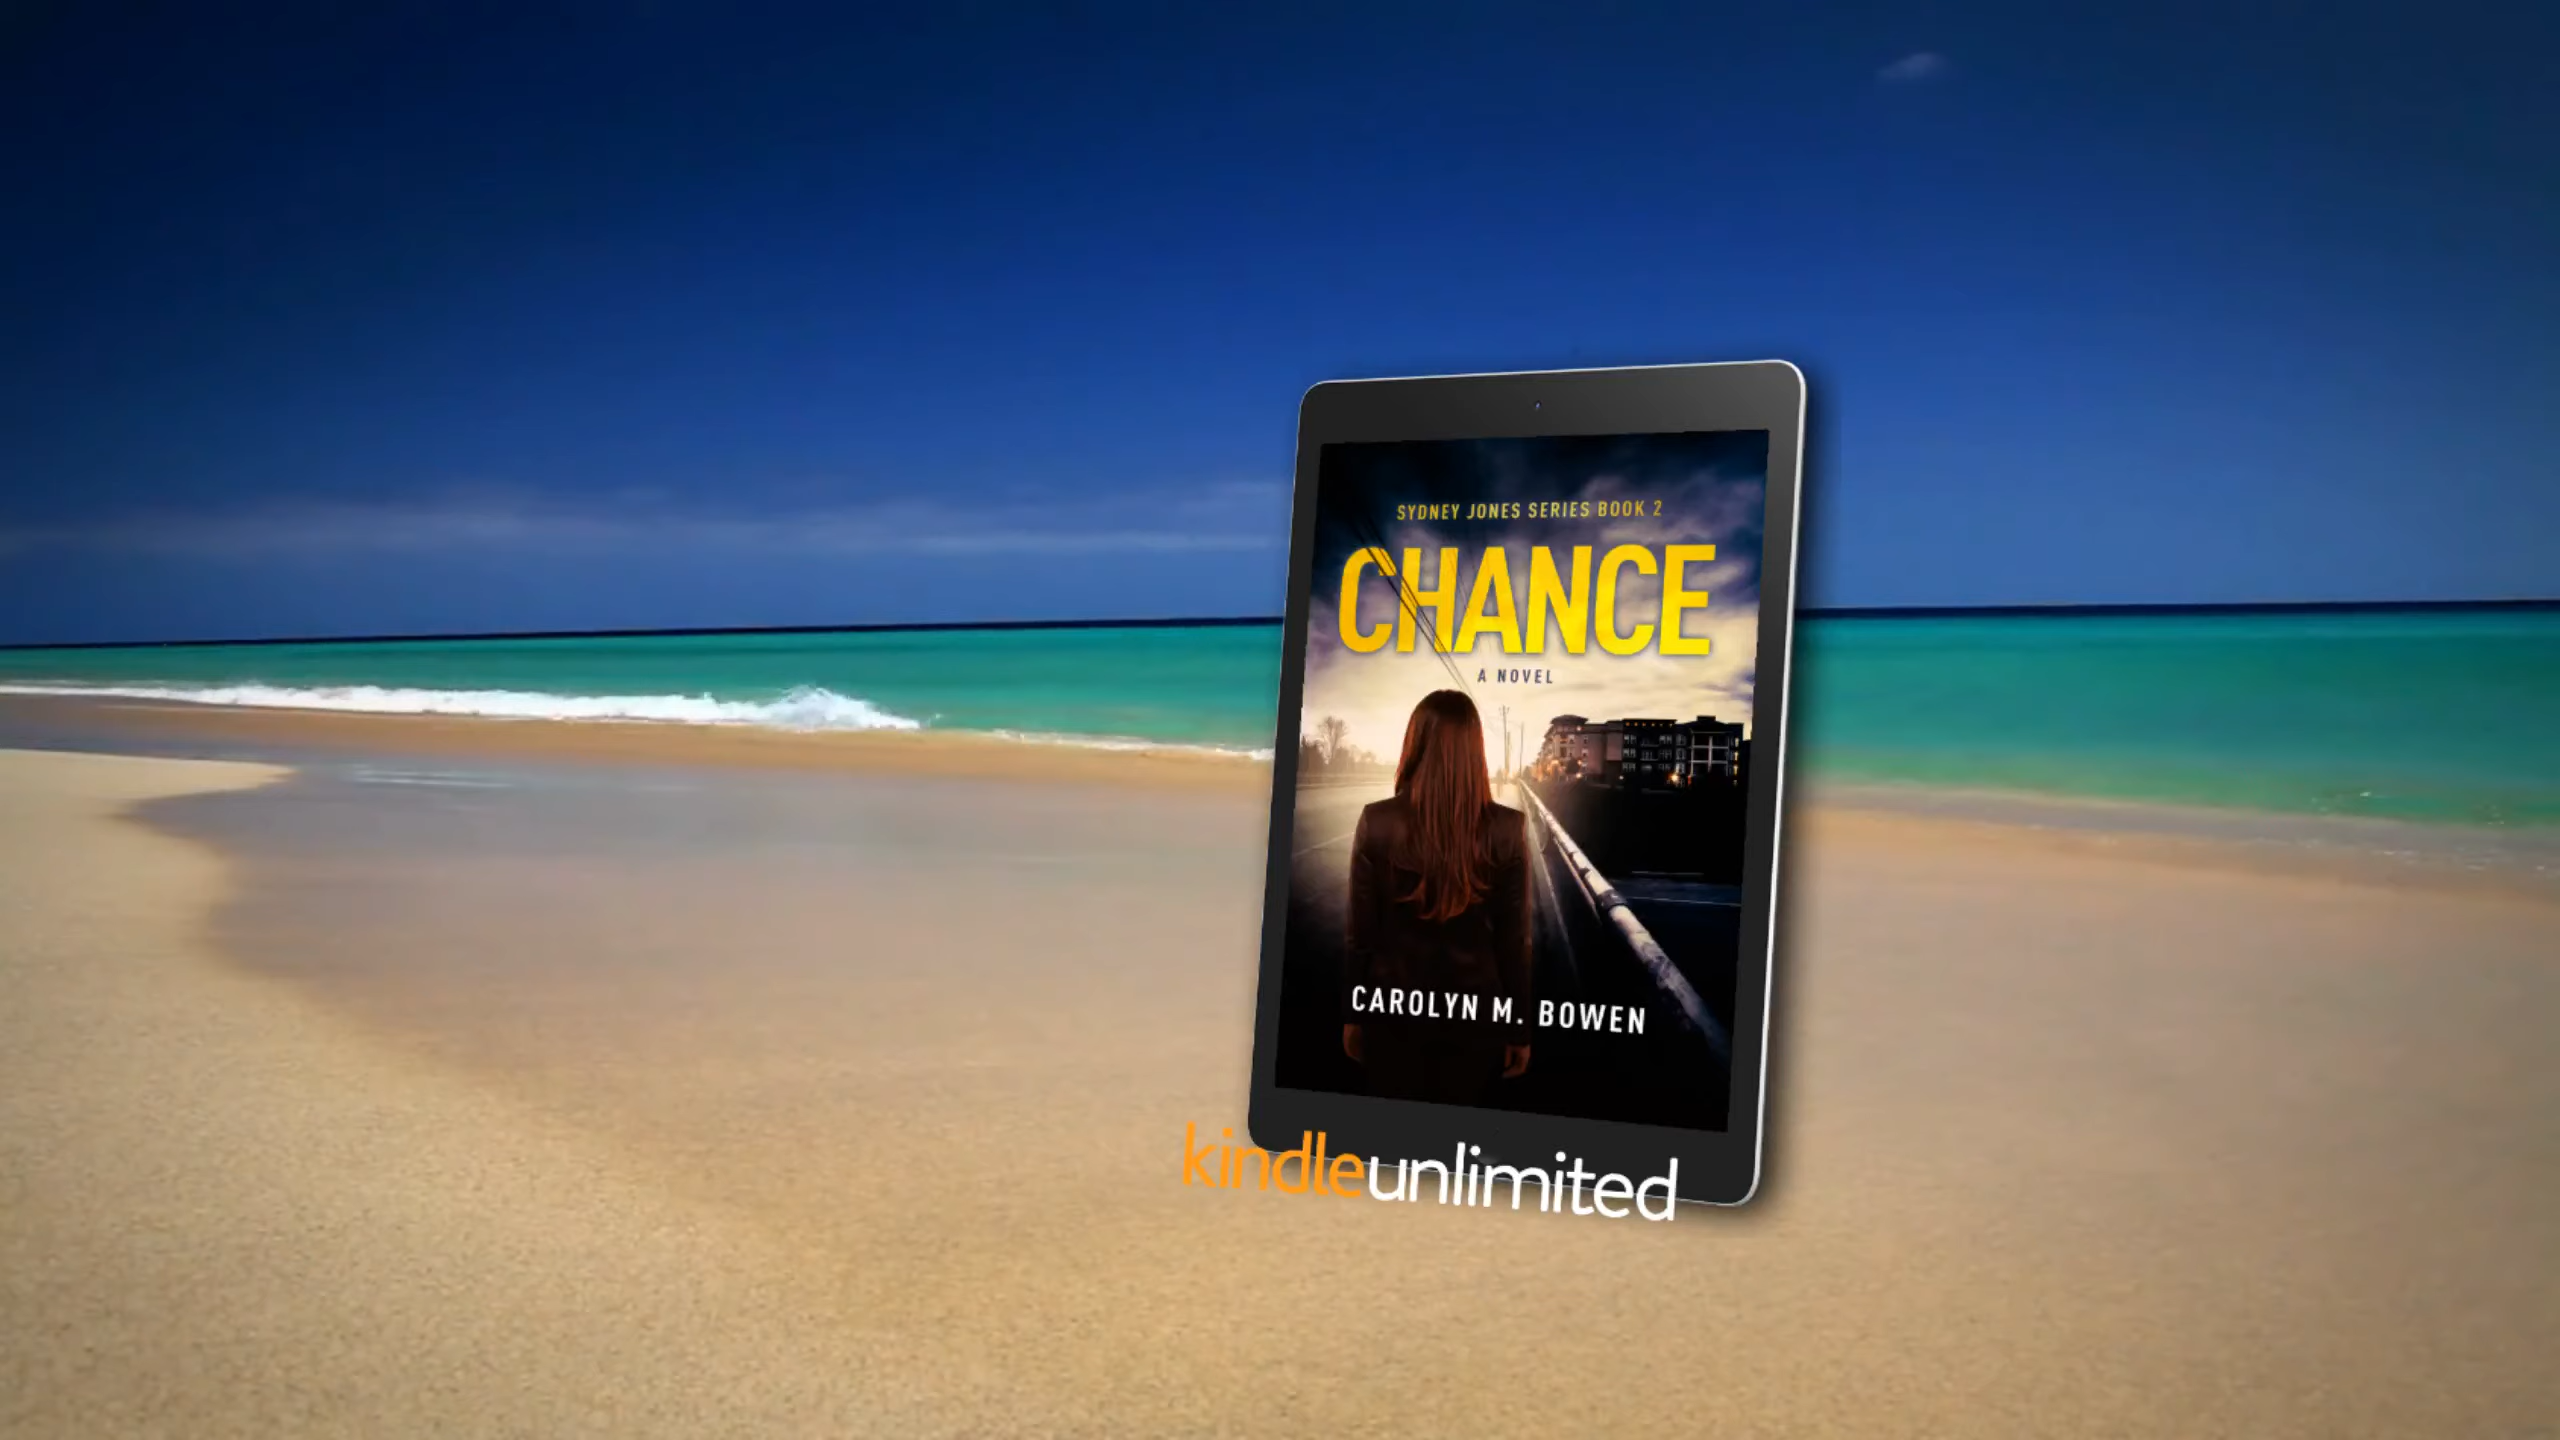 SYDNEY JONES SERIES BOOK 2
CHANCE
A NOVEL
CAROLYN M. BOWEN
kindleunlimited